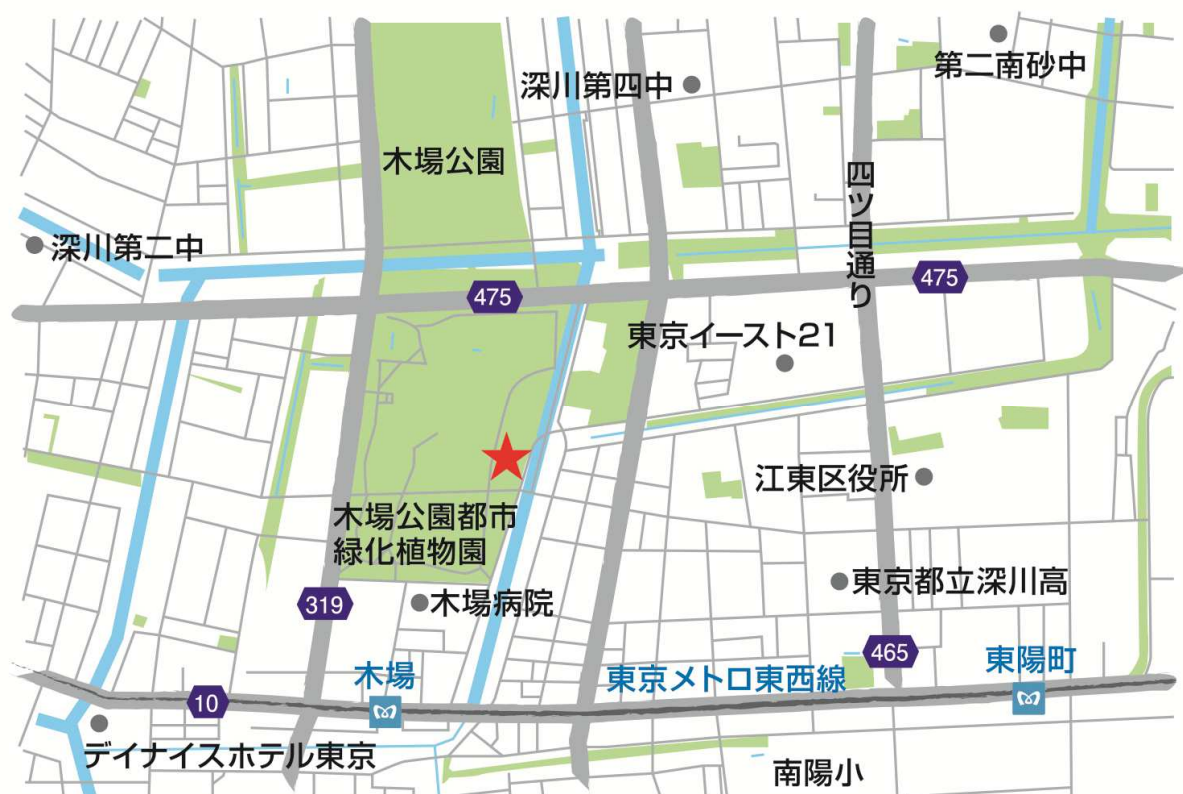 第二南砂中
深川第四中
木場公園
四ツ目通り
深川第二中
475
475
東京イースト21
江東区役所
木場公園都市
緑化植物園
東京都立深川高
319
木場病院
465
東陽町
木場
東京メトロ東西線
10
デイナイスホテル東京
南陽小